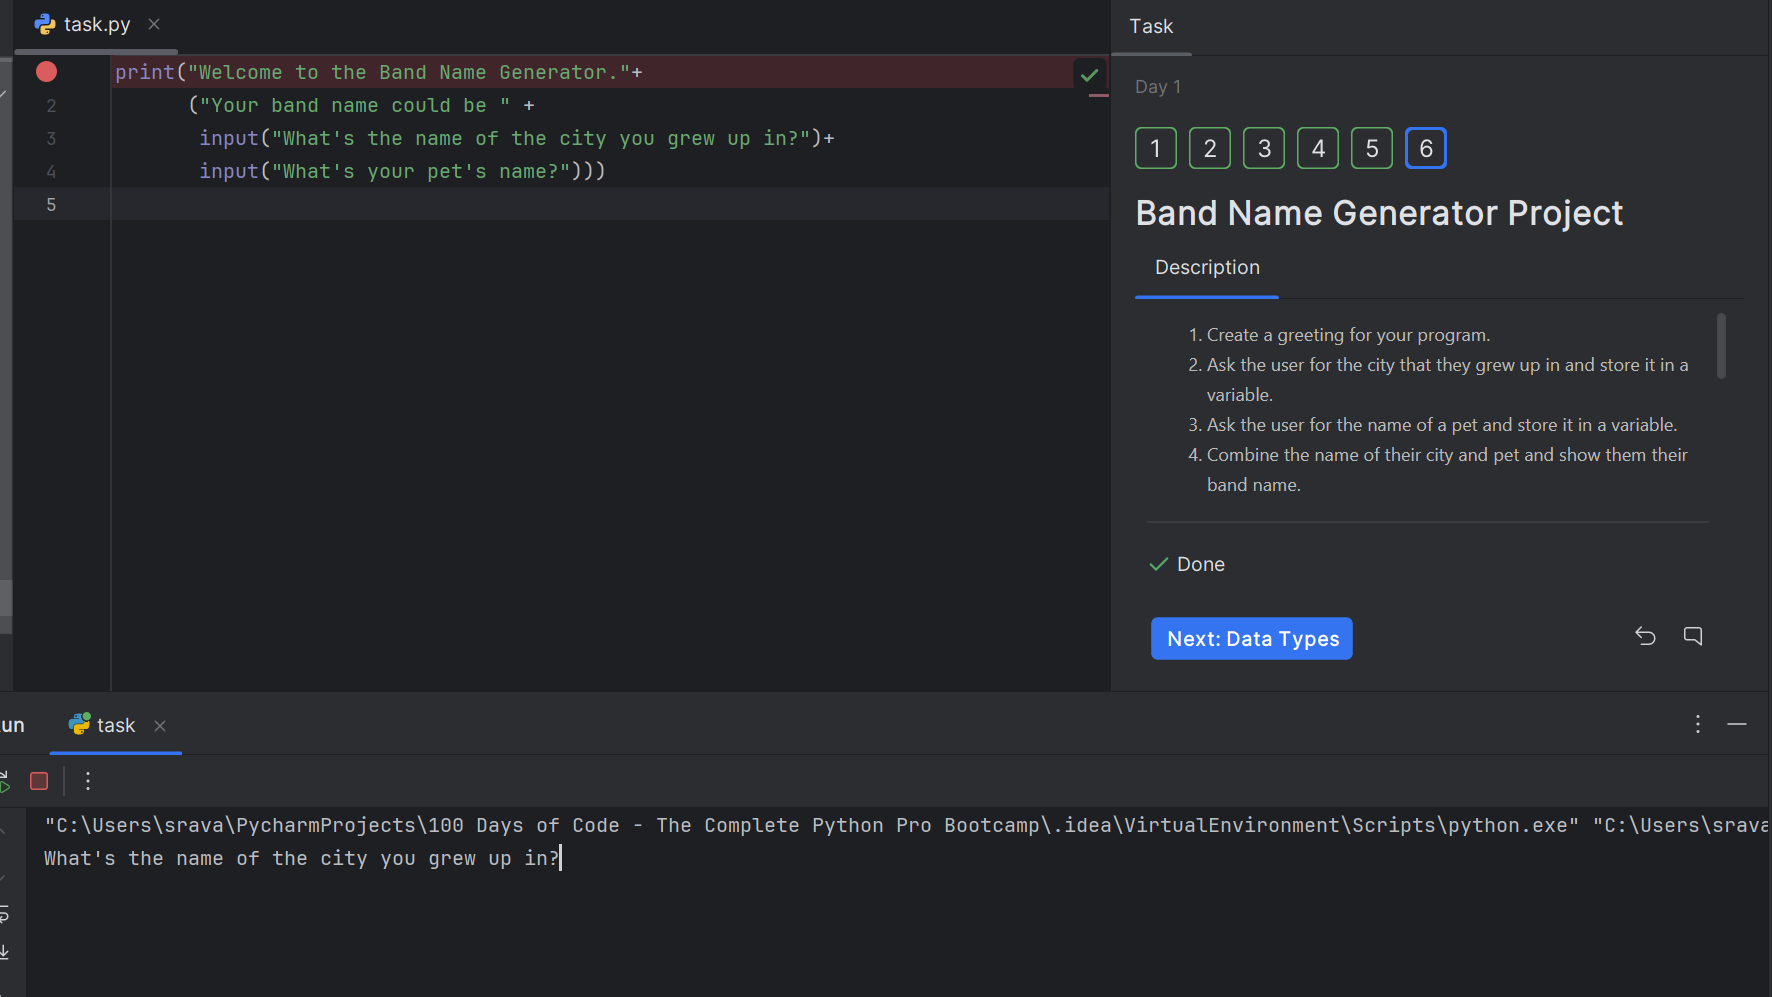 task.py
Task
print("Welcome to the Band Name Generator."+
2 ("Your band name could be " +
3 input("What's the name of the city you grew up in?")+
4 input("What's your pet's name?")))
5
Day 1
1 2 3 4 5 6
Band Name Generator Project
Description
1. Create a greeting for your program.
2. Ask the user for the city that they grew up in and store it in a
variable.
3. Ask the user for the name of a pet and store it in a variable.
4. Combine the name of their city and pet and show them their
band name.
Done
Next: Data Types
un task
"C:\Users\srava\PycharmProjects\100 Days of Code - The Complete Python Pro Bootcamp\.idea\VirtualEnvironment\Scripts\python.exe" "C:\Users\srava
What's the name of the city you grew up in?